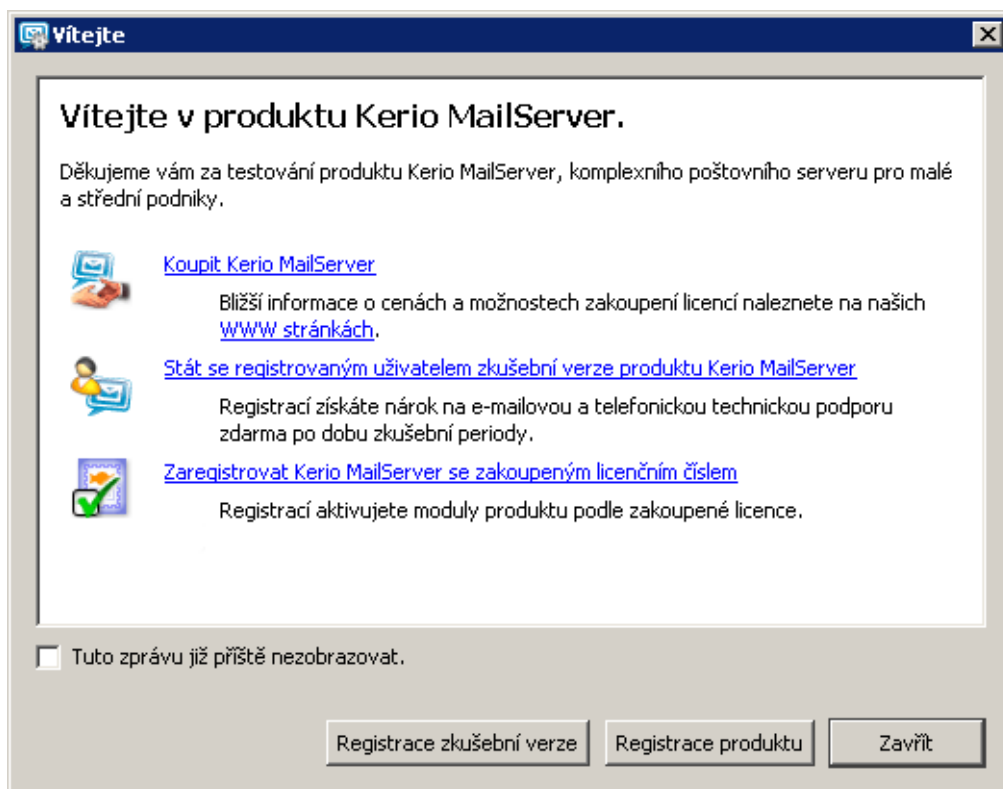 Vítejte
Vítejte v produktu Kerio MailServer.
Děkujeme vám za testování produktu Kerio MailServer, komplexního poštovního serveru pro malé
a střední podniky.
Koupit Kerio MailServer
Bližší informace o cenách a možnostech zakoupení licencí naleznete na našich
WWW stránkách.
Stát se registrovaným uživatelem zkušební verze produktu Kerio MailServer
Registrací získáte nárok na e-mailovou a telefonickou technickou podporu
zdarma po dobu zkušební periody.
Zaregistrovat Kerio MailServer se zakoupeným licenčním číslem
Registrací aktivujete moduly produktu podle zakoupené licence.
Tuto zprávu již příště nezobrazovat.
Registrace zkušební verze Registrace produktu Zavřít